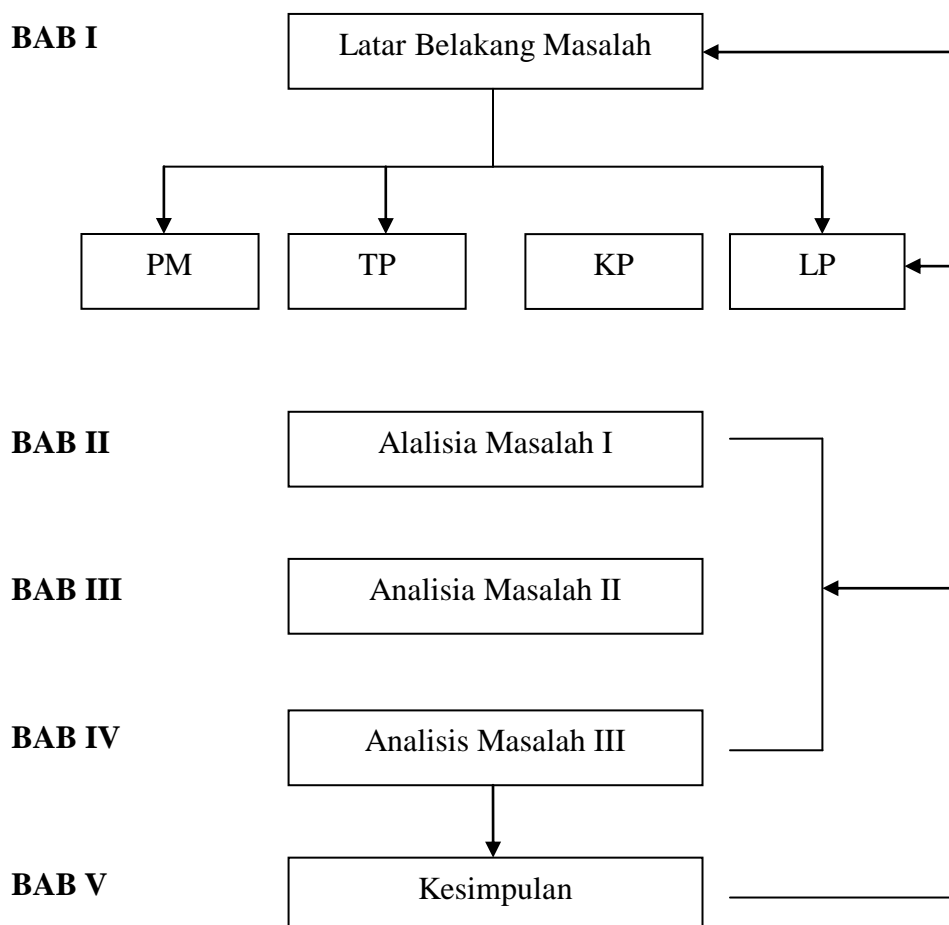 BAB I
Latar Belakang Masalah
PM
TP
KP
LP
BAB II
Alalisia Masalah I
BAB III
Analisia Masalah II
BAB IV
Analisis Masalah III
BAB V
Kesimpulan